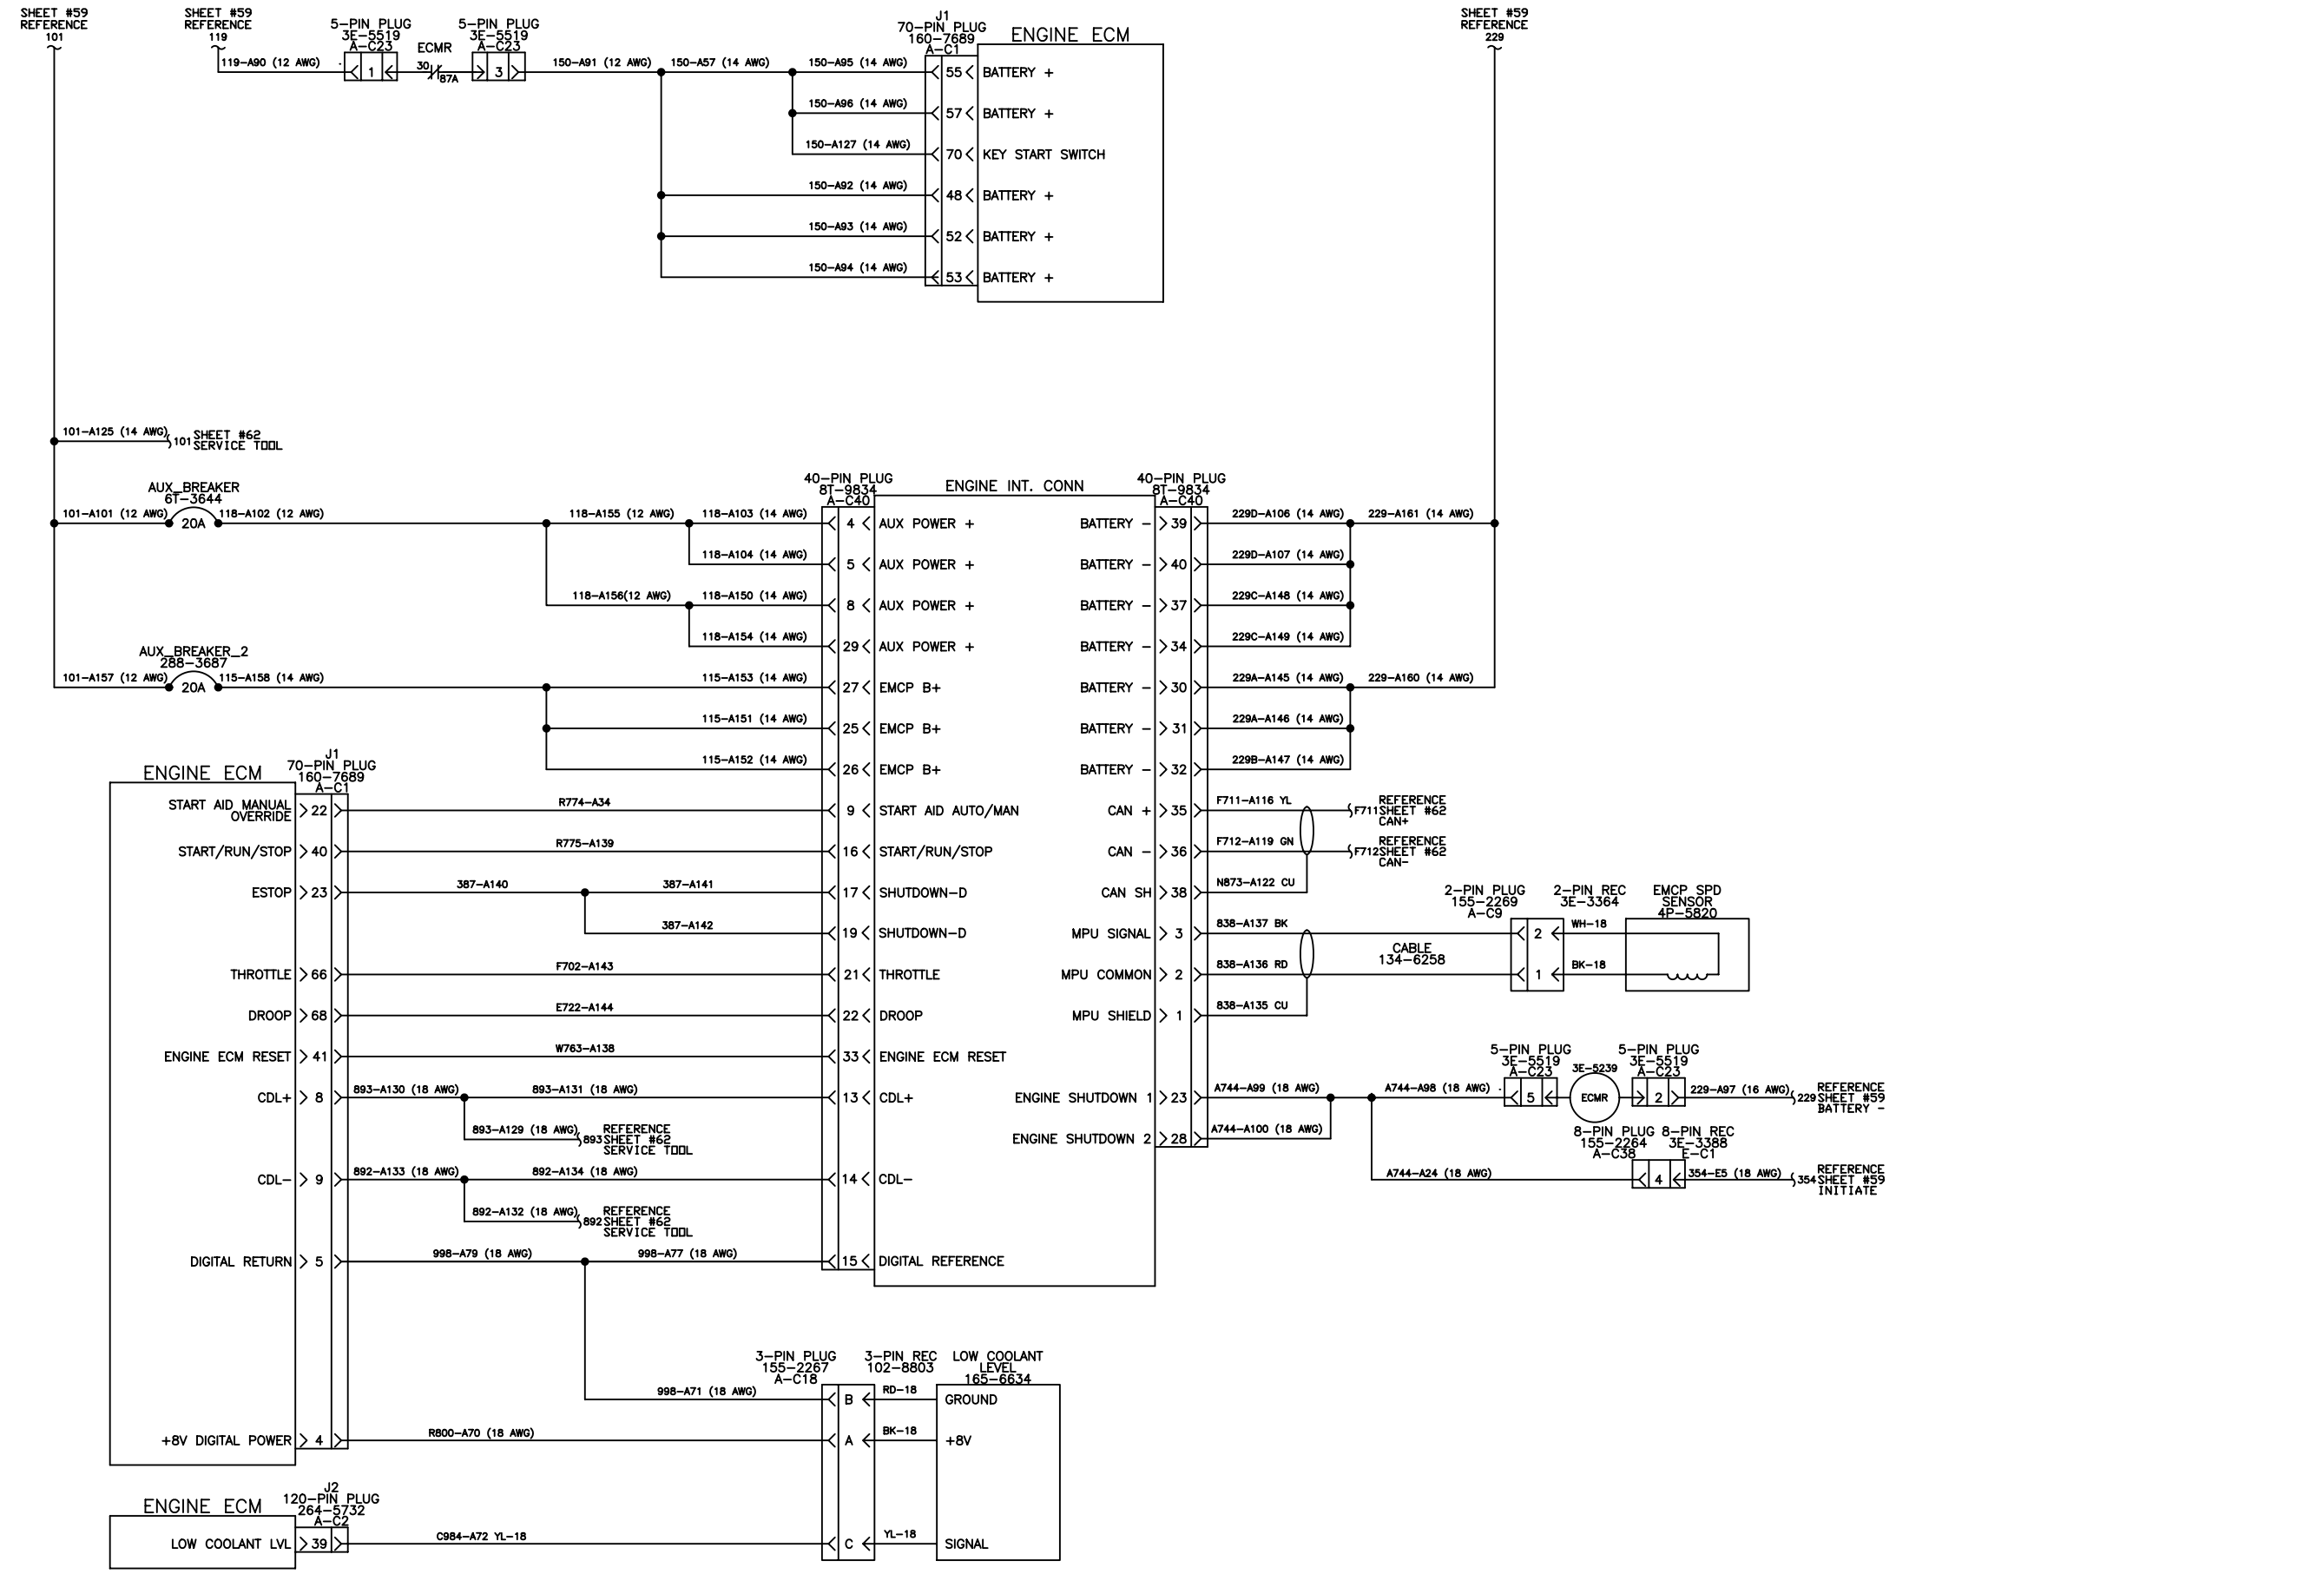 SHEET #59
REFERENCE
101
SHEET #59
REFERENCE
119
119-A90 (12 AWG)
5-PIN PLUG
3E-5519
A-C23
1
ECMR
30
87A
5-PIN PLUG
3E-5519
A-C23
3
150-A91 (12 AWG)
150-A57 (14 AWG)
J1
70-PIN PLUG
160-7689
A-C1
ENGINE ECM
150-A95 (14 AWG) 55 BATTERY +
150-A96 (14 AWG) 57 BATTERY +
150-A127 (14 AWG) 70 KEY START SWITCH
150-A92 (14 AWG) 48 BATTERY +
150-A93 (14 AWG) 52 BATTERY +
150-A94 (14 AWG) 53 BATTERY +
SHEET #59
REFERENCE
229
101-A125 (14 AWG) 101 SHEET #62
SERVICE TOOL
AUX_BREAKER
6T-3644
101-A101 (12 AWG) 20A 118-A102 (12 AWG)
AUX_BREAKER_2
288-3687
101-A157 (12 AWG) 20A 115-A158 (14 AWG)
40-PIN PLUG
8T-9834
A-C40
ENGINE INT. CONN
40-PIN PLUG
8T-9834
A-C40
118-A155 (12 AWG) 118-A103 (14 AWG) 4 AUX POWER +
118-A104 (14 AWG) 5 AUX POWER +
118-A156(12 AWG) 118-A150 (14 AWG) 8 AUX POWER +
118-A154 (14 AWG) 29 AUX POWER +
115-A153 (14 AWG) 27 EMCP B+
115-A151 (14 AWG) 25 EMCP B+
115-A152 (14 AWG) 26 EMCP B+
BATTERY - 39 229D-A106 (14 AWG) 229-A161 (14 AWG)
BATTERY - 40 229D-A107 (14 AWG)
BATTERY - 37 229C-A148 (14 AWG)
BATTERY - 34 229C-A149 (14 AWG)
BATTERY - 30 229A-A145 (14 AWG) 229-A160 (14 AWG)
BATTERY - 31 229A-A146 (14 AWG)
BATTERY - 32 229B-A147 (14 AWG)
CAN + 35 F711-A116 YL F711 REFERENCE
SHEET #62
CAN+
CAN - 36 F712-A119 GN F712 REFERENCE
SHEET #62
CAN-
CAN SH 38 N873-A122 CU
MPU SIGNAL 3 838-A137 BK
MPU COMMON 2 838-A136 RD
MPU SHIELD 1 838-A135 CU
CABLE
134-6258
2-PIN PLUG
155-2269
A-C9
2-PIN REC
3E-3364
EMCP SPD
SENSOR
4P-5820
2 WH-18
1 BK-18
ENGINE SHUTDOWN 1 23 A744-A99 (18 AWG) A744-A98 (18 AWG)
ENGINE SHUTDOWN 2 28 A744-A100 (18 AWG)
5-PIN PLUG
3E-5519
A-C23
5
3E-5239
ECMR
5-PIN PLUG
3E-5519
A-C23
2
229-A97 (16 AWG) 229 REFERENCE
SHEET #59
BATTERY -
8-PIN PLUG
155-2264
A-C38
8-PIN REC
3E-3388
E-C1
A744-A24 (18 AWG) 4 354-E5 (18 AWG) 354 REFERENCE
SHEET #59
INITIATE
ENGINE ECM
J1
70-PIN PLUG
160-7689
A-C1
START AID MANUAL
OVERRIDE 22 R774-A34 9 START AID AUTO/MAN
START/RUN/STOP 40 R775-A139 16 START/RUN/STOP
ESTOP 23 387-A140 387-A141 17 SHUTDOWN-D
387-A142 19 SHUTDOWN-D
THROTTLE 66 F702-A143 21 THROTTLE
DROOP 68 E722-A144 22 DROOP
ENGINE ECM RESET 41 W763-A138 33 ENGINE ECM RESET
CDL+ 8 893-A130 (18 AWG) 893-A131 (18 AWG) 13 CDL+
893-A129 (18 AWG) 893 REFERENCE
SHEET #62
SERVICE TOOL
CDL- 9 892-A133 (18 AWG) 892-A134 (18 AWG) 14 CDL-
892-A132 (18 AWG) 892 REFERENCE
SHEET #62
SERVICE TOOL
DIGITAL RETURN 5 998-A79 (18 AWG) 998-A77 (18 AWG) 15 DIGITAL REFERENCE
3-PIN PLUG
155-2267
A-C18
3-PIN REC
102-8803
LOW COOLANT
LEVEL
165-6634
998-A71 (18 AWG) B RD-18 GROUND
+8V DIGITAL POWER 4 R800-A70 (18 AWG) A BK-18 +8V
ENGINE ECM
J2
120-PIN PLUG
264-5732
A-C2
LOW COOLANT LVL 39 C984-A72 YL-18 C YL-18 SIGNAL